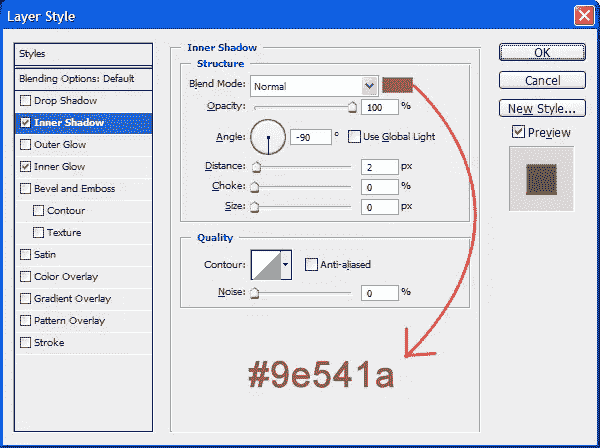 Layer Style
Styles
Blending Options: Default
Drop Shadow
Inner Shadow
Outer Glow
Inner Glow
Bevel and Emboss
Contour
Texture
Satin
Color Overlay
Gradient Overlay
Pattern Overlay
Stroke
Inner Shadow
Structure
Blend Mode: Normal
Opacity: 100 %
Angle: -90 ° Use Global Light
Distance: 2 px
Choke: 0 %
Size: 0 px
Quality
Contour: Anti-aliased
Noise: 0 %
#9e541a
OK
Cancel
New Style...
Preview